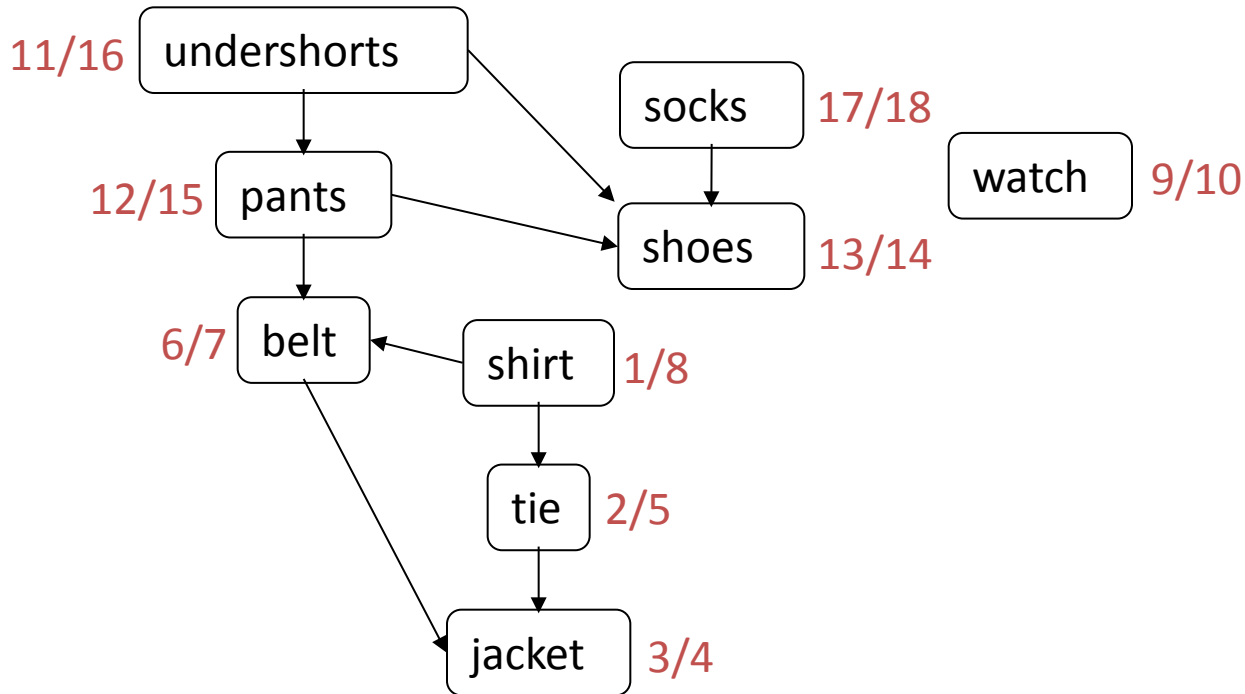 11/16 undershorts
socks 17/18
watch 9/10
12/15 pants
shoes 13/14
6/7 belt
shirt 1/8
tie 2/5
jacket 3/4